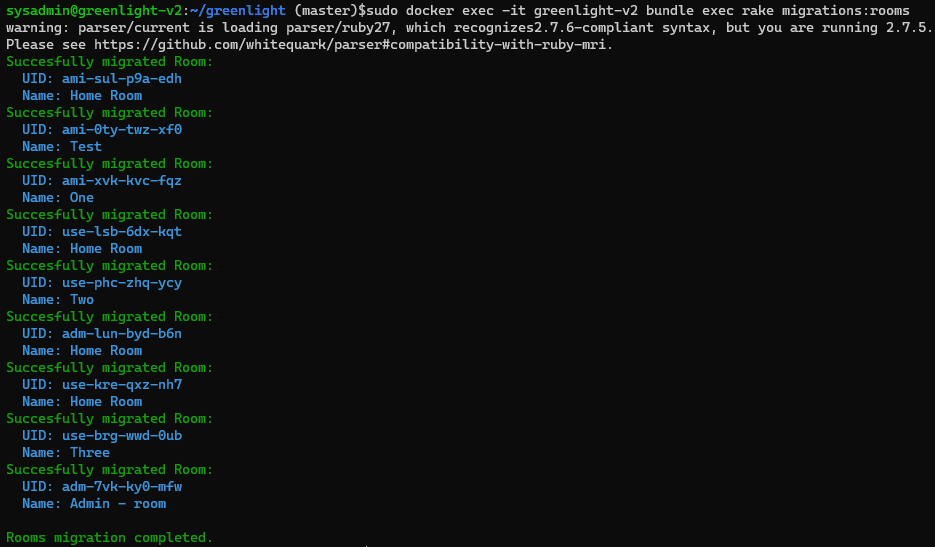 sysadmin@greenlight-v2:~/greenlight (master)$sudo docker exec -it greenlight-v2 bundle exec rake migrations:rooms
warning: parser/current is loading parser/ruby27, which recognizes2.7.6-compliant syntax, but you are running 2.7.5.
Please see https://github.com/whitequark/parser#compatibility-with-ruby-mri.
Succesfully migrated Room:
  UID: ami-sul-p9a-edh
  Name: Home Room
Succesfully migrated Room:
  UID: ami-0ty-twz-xf0
  Name: Test
Succesfully migrated Room:
  UID: ami-xvk-kvc-fqz
  Name: One
Succesfully migrated Room:
  UID: use-lsb-6dx-kqt
  Name: Home Room
Succesfully migrated Room:
  UID: use-phc-zhq-ycy
  Name: Two
Succesfully migrated Room:
  UID: adm-lun-byd-b6n
  Name: Home Room
Succesfully migrated Room:
  UID: use-kre-qxz-nh7
  Name: Home Room
Succesfully migrated Room:
  UID: use-brg-wwd-0ub
  Name: Three
Succesfully migrated Room:
  UID: adm-7vk-ky0-mfw
  Name: Admin - room

Rooms migration completed.